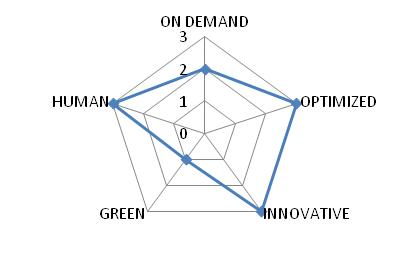 ON DEMAND
3
2
1
0
HUMAN
OPTIMIZED
GREEN
INNOVATIVE